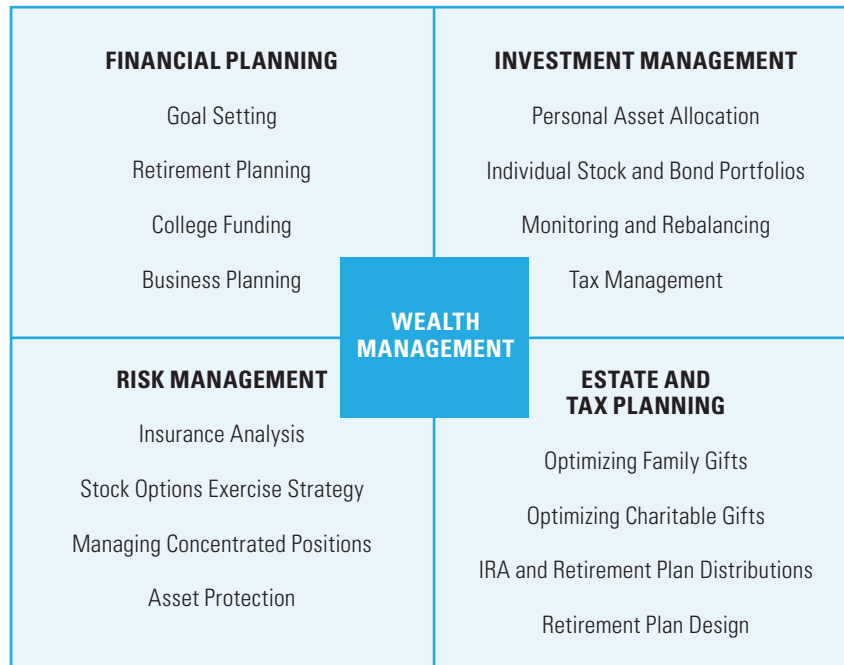 FINANCIAL PLANNING
Goal Setting
Retirement Planning
College Funding
Business Planning
INVESTMENT MANAGEMENT
Personal Asset Allocation
Individual Stock and Bond Portfolios
Monitoring and Rebalancing
Tax Management
WEALTH
MANAGEMENT
RISK MANAGEMENT
Insurance Analysis
Stock Options Exercise Strategy
Managing Concentrated Positions
Asset Protection
ESTATE AND
TAX PLANNING
Optimizing Family Gifts
Optimizing Charitable Gifts
IRA and Retirement Plan Distributions
Retirement Plan Design